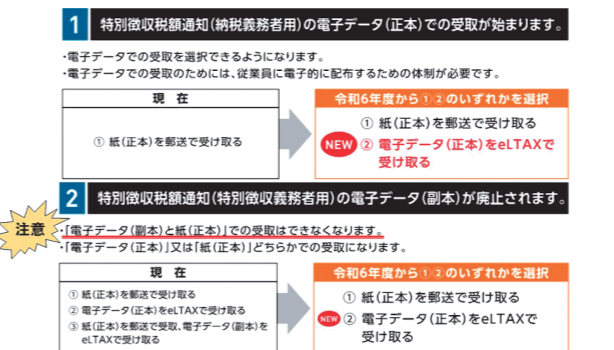 1 特別徴収税額通知(納税義務者用)の電子データ(正本)での受取が始まります。
・電子データでの受取を選択できるようになります。
・電子データでの受取のためには、従業員に電子的に配布するための体制が必要です。
現 在
① 紙(正本)を郵送で受け取る
令和6年度から①②のいずれかを選択
① 紙(正本)を郵送で受け取る
NEW ② 電子データ(正本)をeLTAXで
受け取る
2 特別徴収税額通知(特別徴収義務者用)の電子データ(副本)が廃止されます。
注意
・「電子データ(副本)と紙(正本)」での受取はできなくなります。
・「電子データ(正本)」又は「紙(正本)」どちらかでの受取になります。
現 在
① 紙(正本)を郵送で受け取る
② 電子データ(正本)をeLTAXで受け取る
③ 紙(正本)を郵送で受取、電子データ(副本)を
eLTAXで受け取る
令和6年度から①②のいずれかを選択
① 紙(正本)を郵送で受け取る
NEW ② 電子データ(正本)をeLTAXで
受け取る